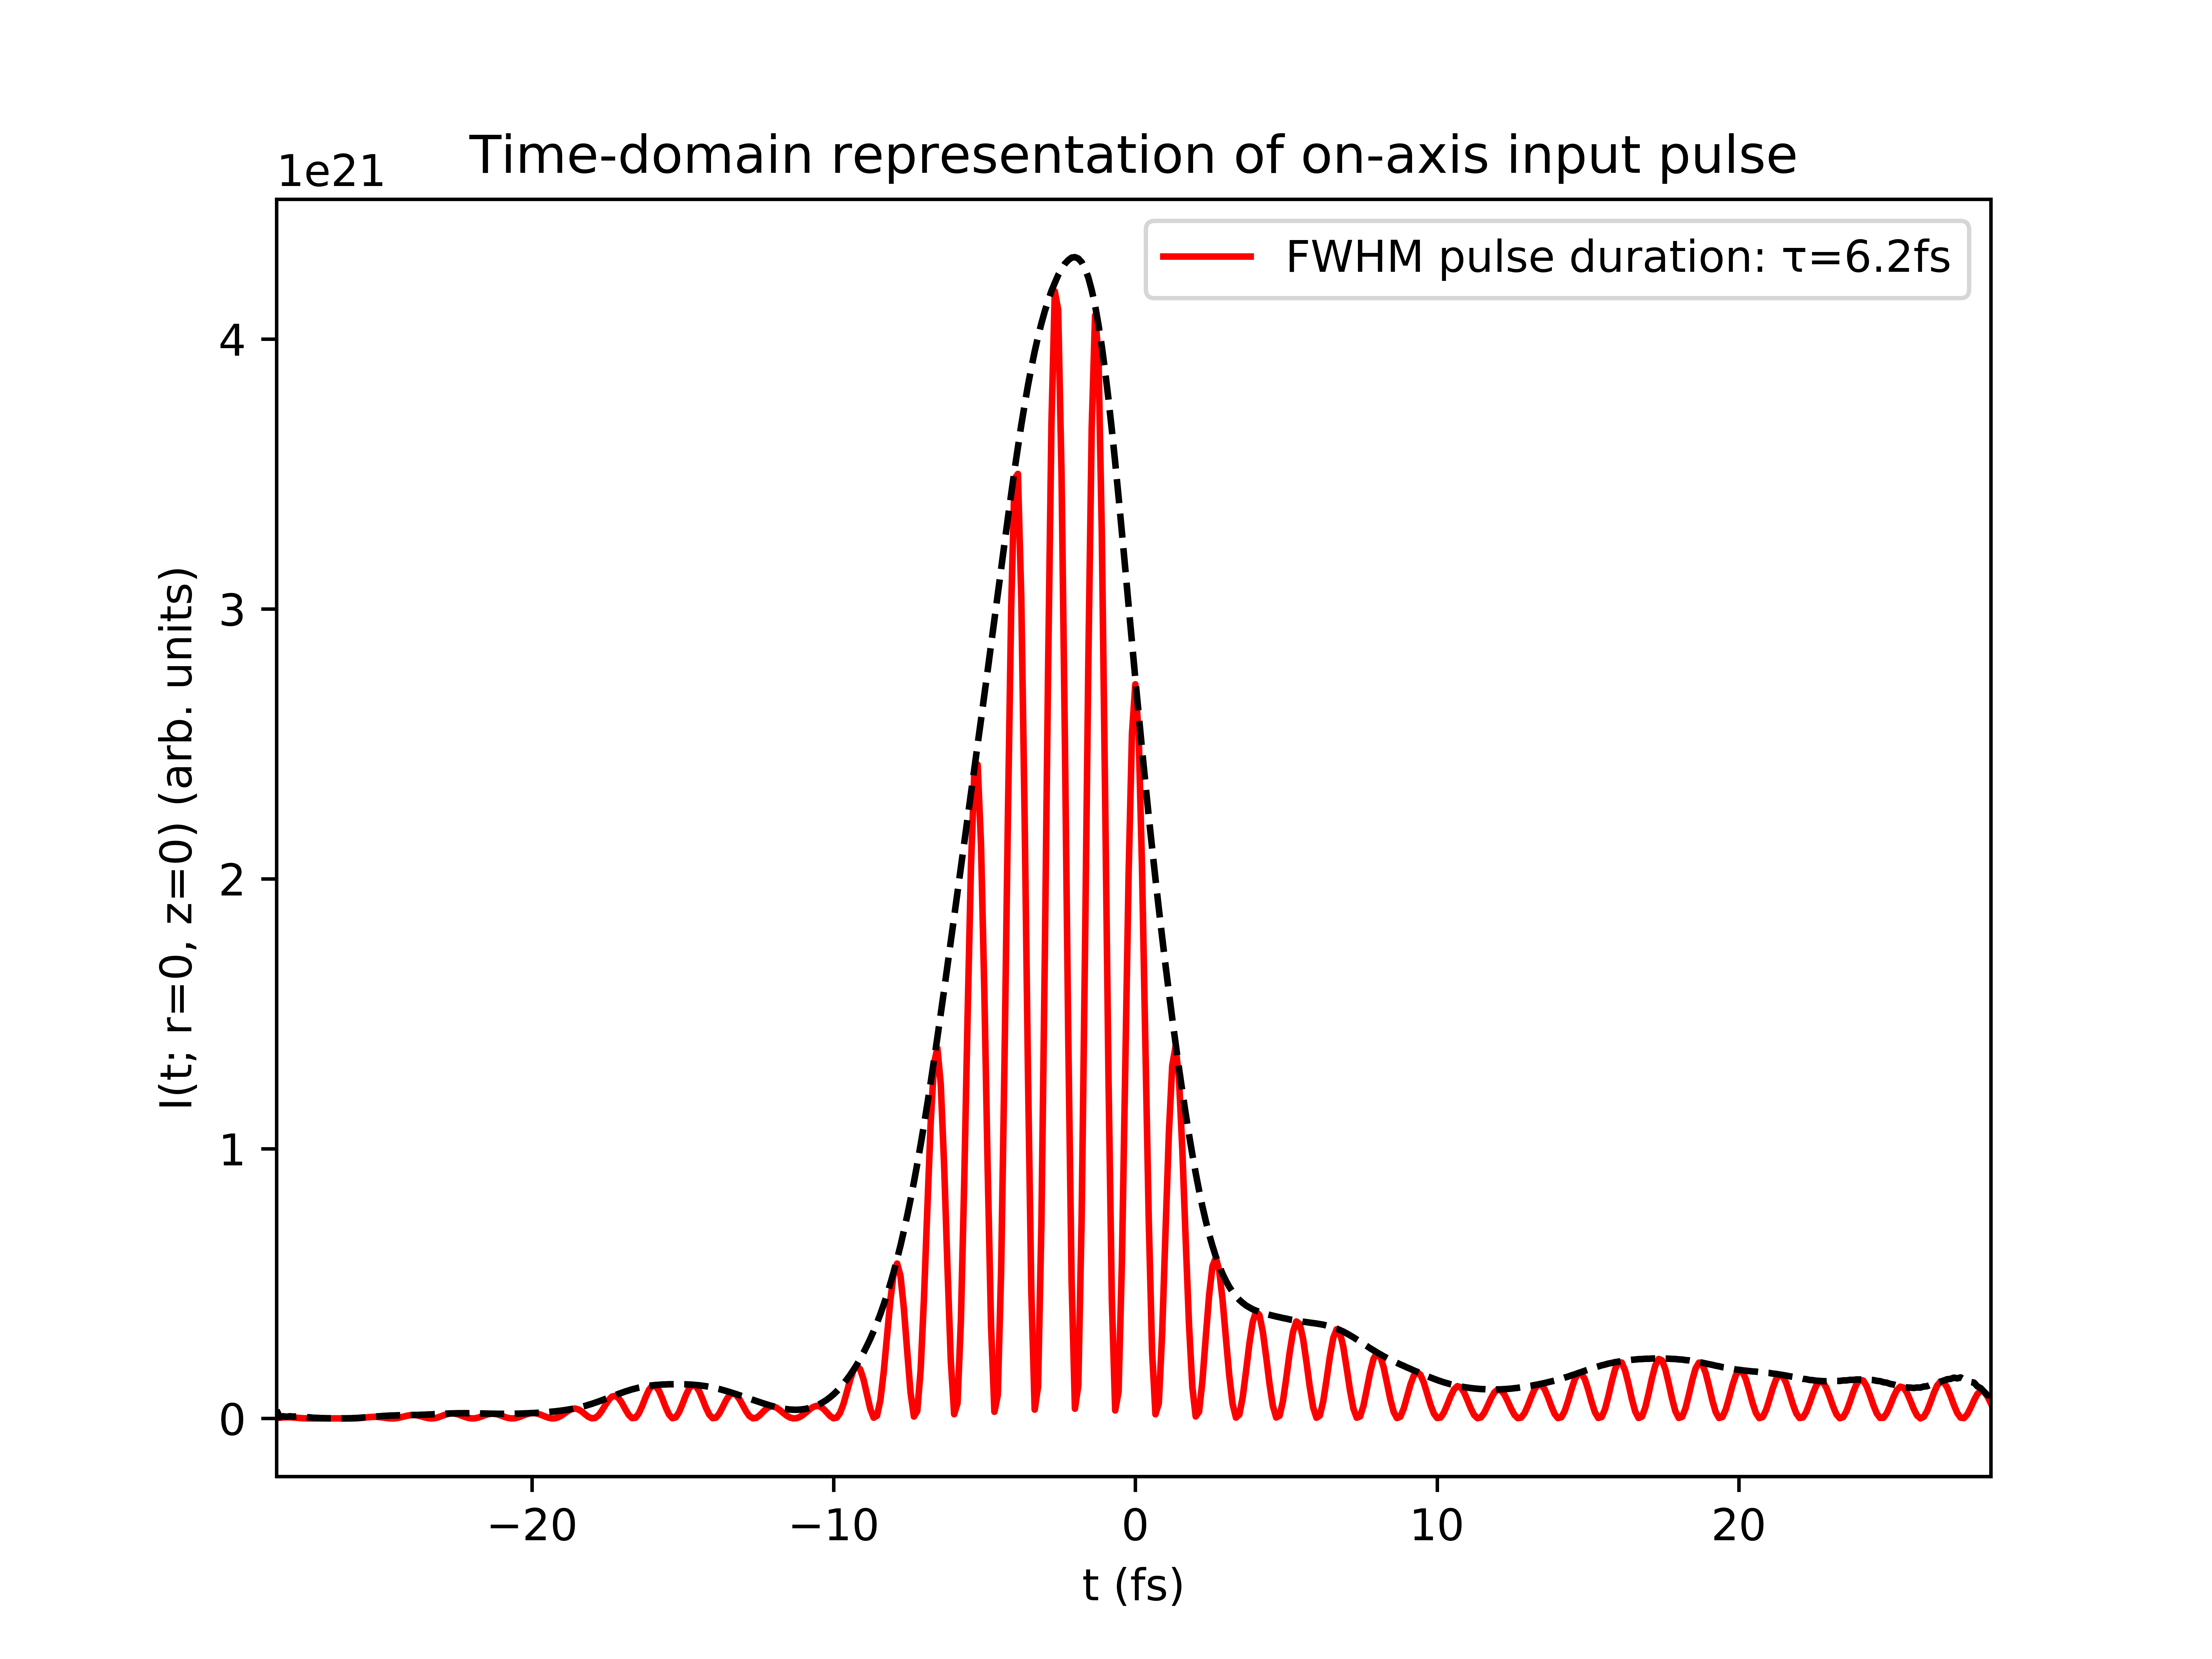 Time-domain representation of on-axis input pulse
1e21
FWHM pulse duration: τ=6.2fs
I(t; r=0, z=0) (arb. units)
4
3
2
1
0
−20 −10 0 10 20
t (fs)